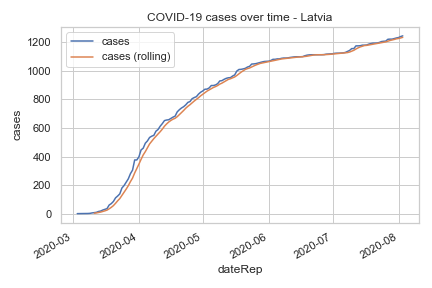 COVID-19 cases over time - Latvia
cases
cases (rolling)
1200
1000
800
600
400
200
0
cases
2020-03
2020-04
2020-05
2020-06
2020-07
2020-08
dateRep